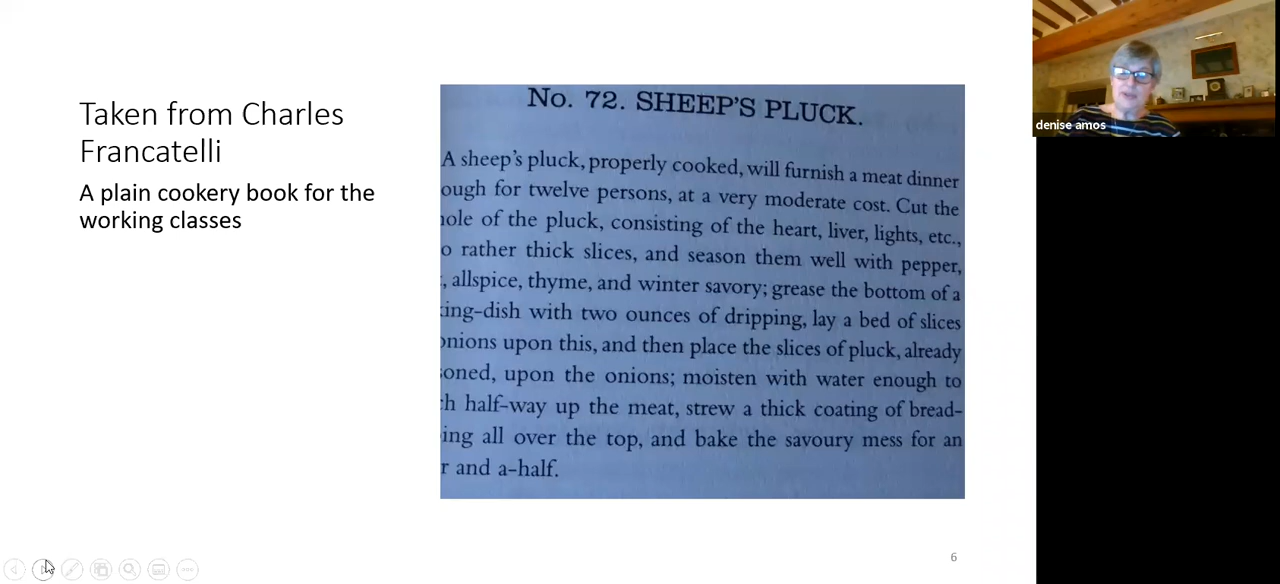 Taken from Charles
Francatelli
A plain cookery book for the
working classes
No. 72. SHEEP'S PLUCK.
A sheep's pluck, properly cooked, will furnish a meat dinner
ough for twelve persons, at a very moderate cost. Cut the
ole of the pluck, consisting of the heart, liver, lights, etc.,
o rather thick slices, and season them well with pepper,
, allspice, thyme, and winter savory; grease the bottom of a
ing-dish with two ounces of dripping, lay a bed of slices
onions upon this, and then place the slices of pluck, already
oned, upon the onions; moisten with water enough to
h half-way up the meat, strew a thick coating of bread-
ing all over the top, and bake the savoury mess for an
r and a-half.
6
denise amos